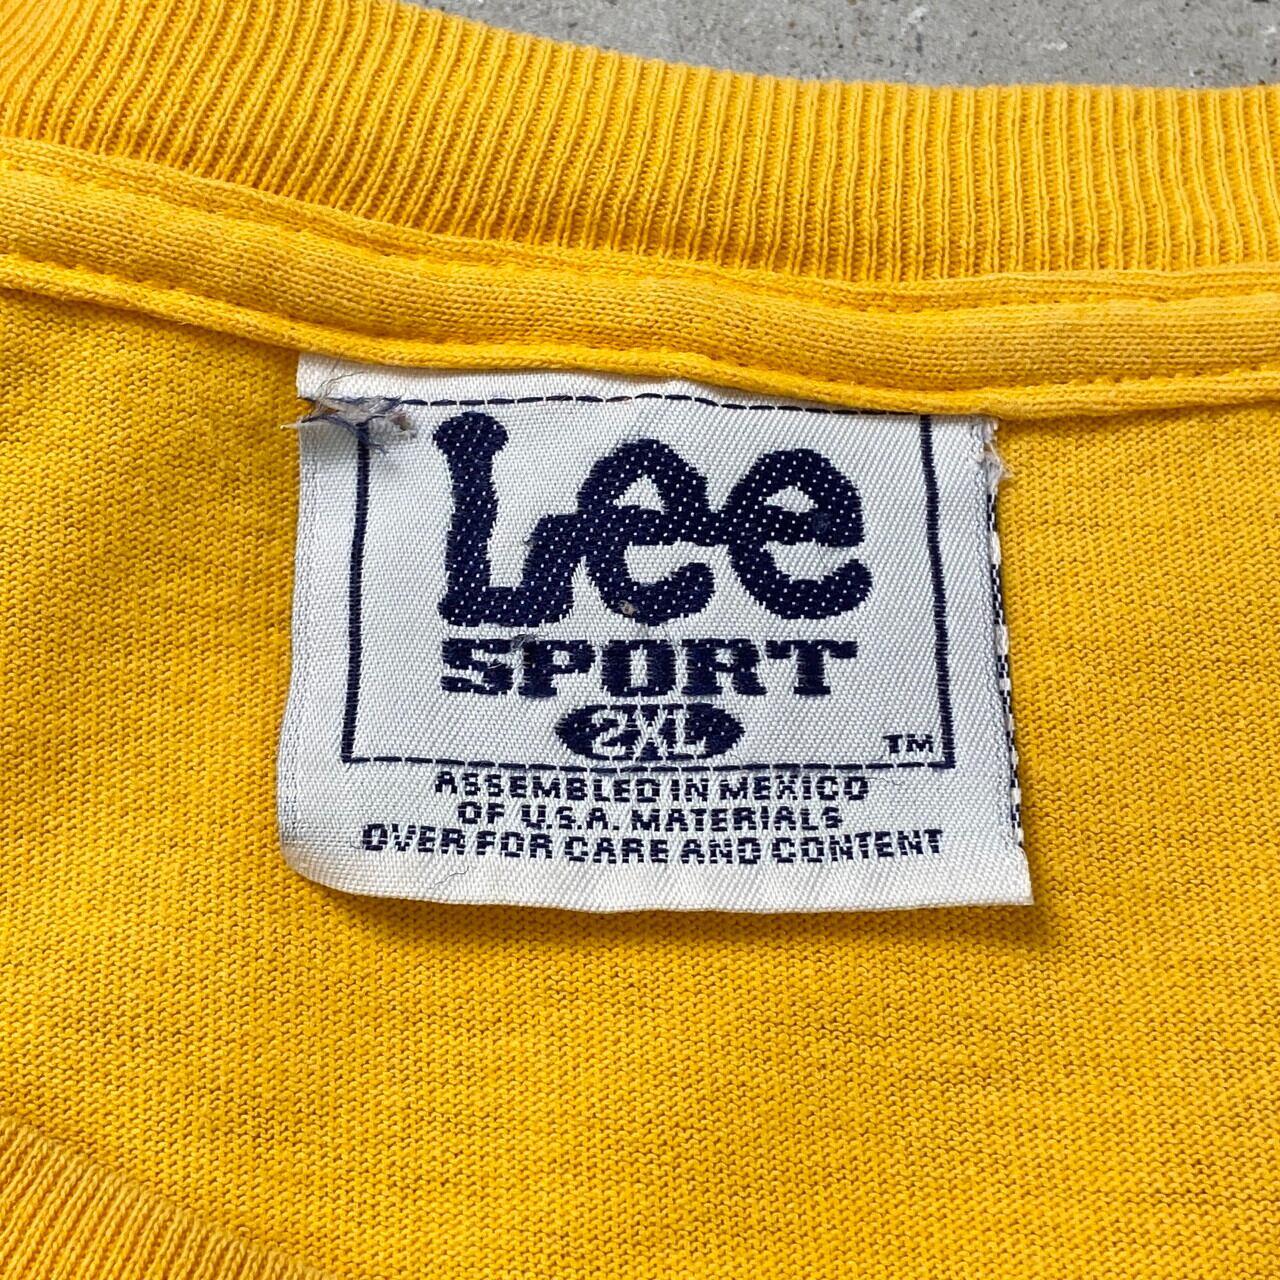 Lee
SPORT
2XL
TM
ASSEMBLED IN MEXICO
OF U.S.A. MATERIALS
OVER FOR CARE AND CONTENT